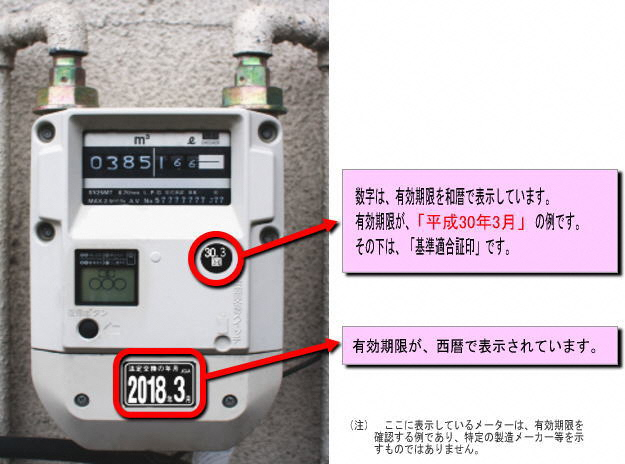 m³ ℓ
0385166
30.3
法定交換の年月 JGA
2018年3月
数字は、有効期限を和暦で表示しています。
有効期限が、「平成30年3月」の例です。
その下は、「基準適合証印」です。
有効期限が、西暦で表示されています。
（注）　ここに表示しているメーターは、有効期限を
確認する例であり、特定の製造メーカー等を示
すものではありません。